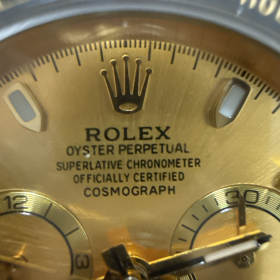 ROLEX
OYSTER PERPETUAL
SUPERLATIVE CHRONOMETER
OFFICIALLY CERTIFIED
COSMOGRAPH
12
30